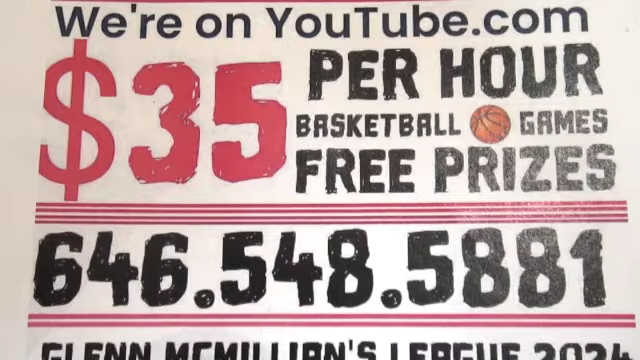 We're on YouTube.com
$35
PER HOUR
BASKETBALL GAMES
FREE PRIZES
646.548.5881
GLENN MCMILLIAN'S LEAGUE 2024